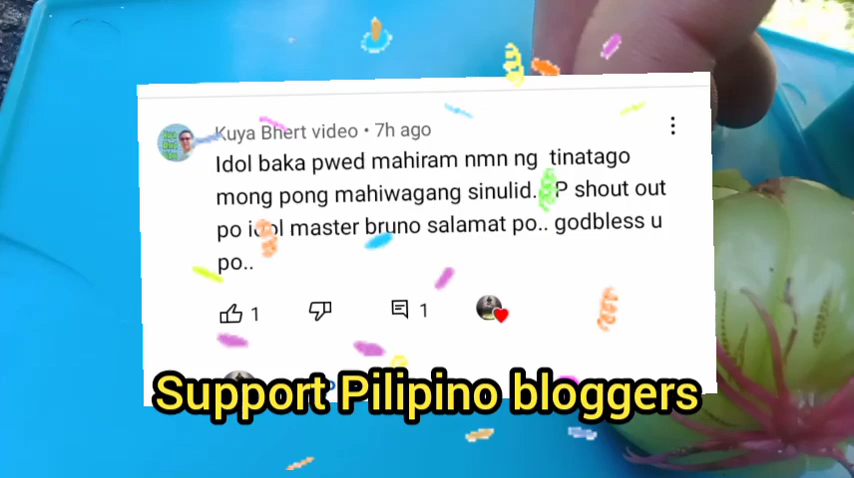 Kuya Bhert video • 7h ago
Idol baka pwed mahiram nmn ng tinatago
mong pong mahiwagang sinulid. P shout out
po idol master bruno salamat po.. godbless u
po..
1
1
Support Pilipino bloggers